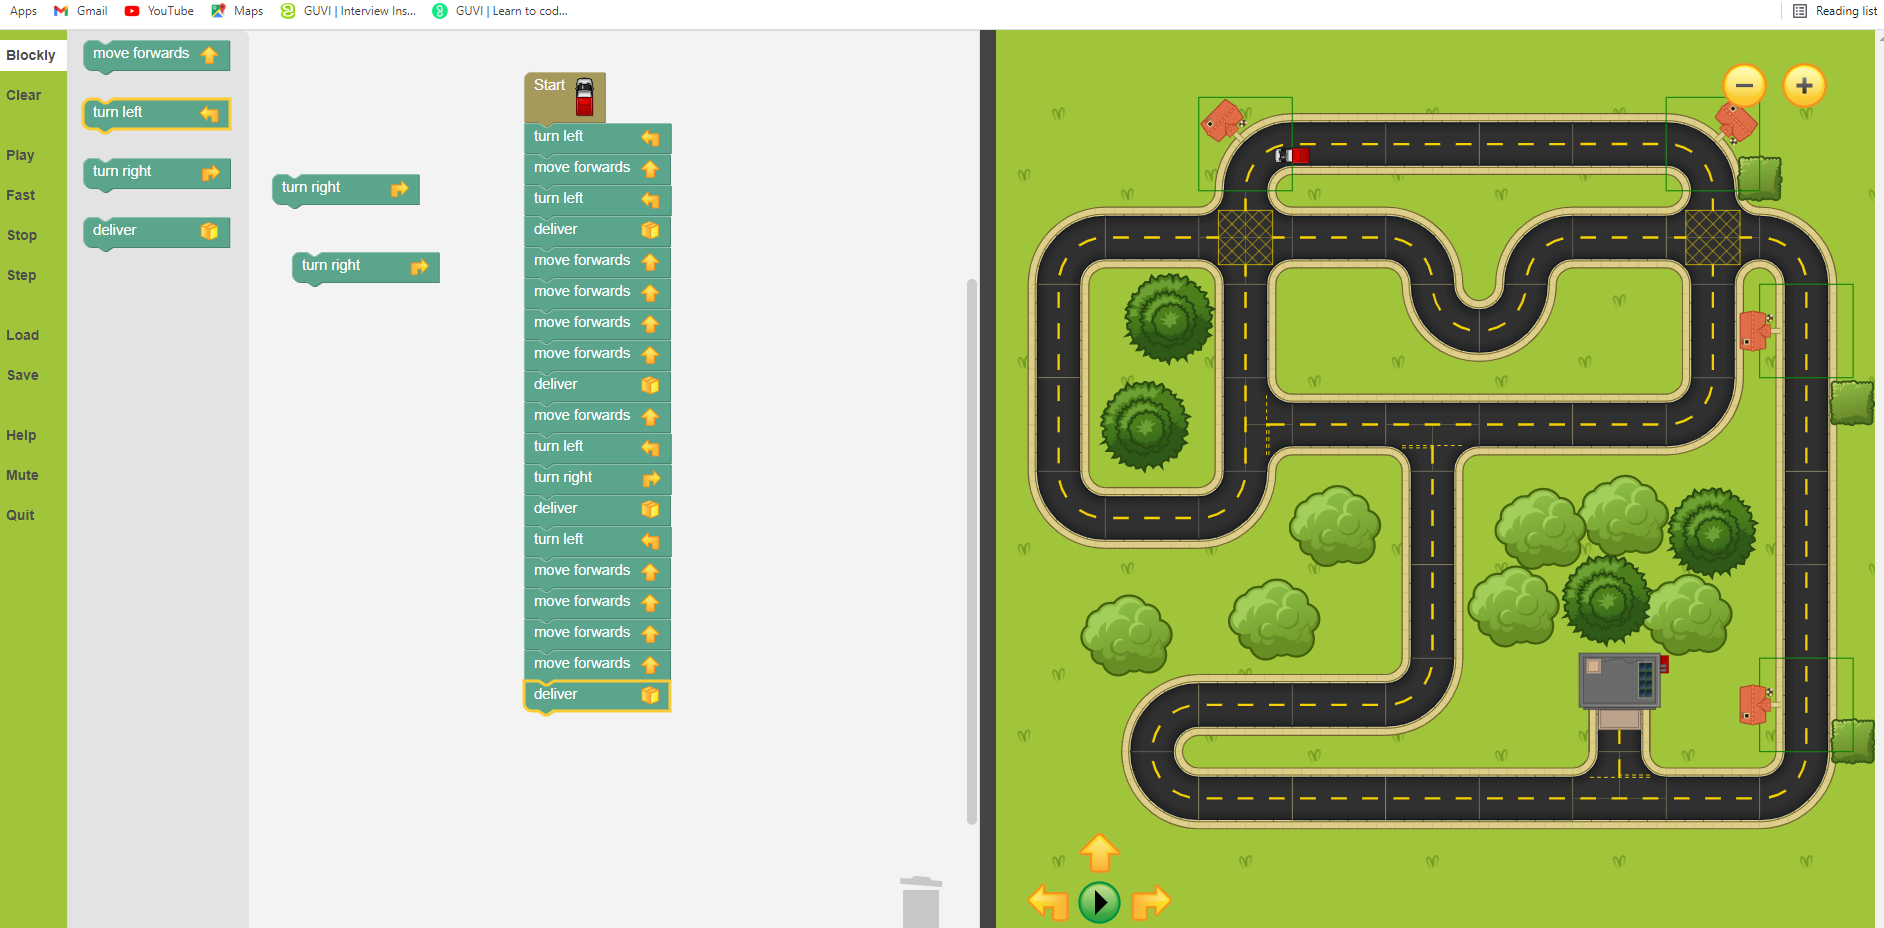 Apps Gmail YouTube Maps GUVI | Interview Ins... GUVI | Learn to cod... Reading list
Blockly
Clear
Play
Fast
Stop
Step
Load
Save
Help
Mute
Quit
move forwards
turn left
turn right
deliver
turn right
turn right
Start
turn left
move forwards
turn left
deliver
move forwards
move forwards
move forwards
move forwards
deliver
move forwards
turn left
turn right
deliver
turn left
move forwards
move forwards
move forwards
move forwards
deliver